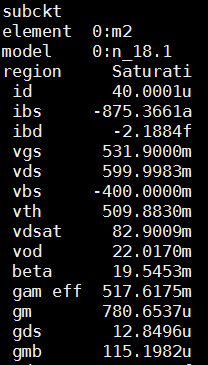 subckt
element 0:m2
model 0:n_18.1
region Saturati
id 40.0001u
ibs -875.3661a
ibd -2.1884f
vgs 531.9000m
vds 599.9983m
vbs -400.0000m
vth 509.8830m
vdsat 82.9009m
vod 22.0170m
beta 19.5453m
gam eff 517.6175m
gm 780.6537u
gds 12.8496u
gmb 115.1982u